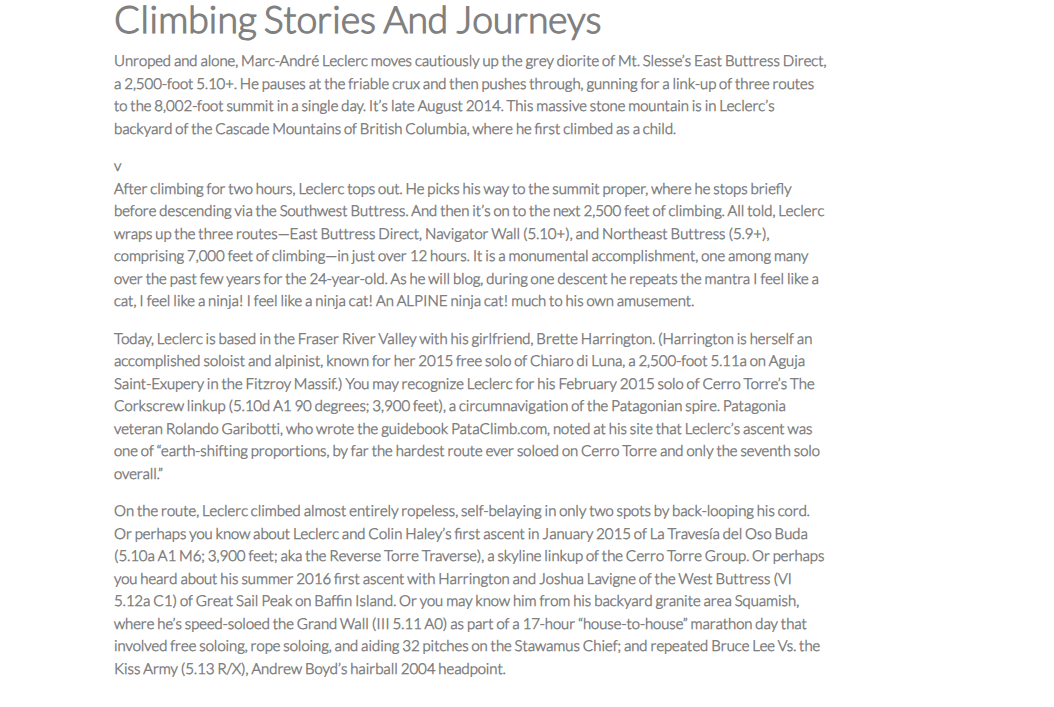 Climbing Stories And Journeys
Unroped and alone, Marc-André Leclerc moves cautiously up the grey diorite of Mt. Slesse’s East Buttress Direct,
a 2,500-foot 5.10+. He pauses at the friable crux and then pushes through, gunning for a link-up of three routes
to the 8,002-foot summit in a single day. It’s late August 2014. This massive stone mountain is in Leclerc’s
backyard of the Cascade Mountains of British Columbia, where he first climbed as a child.
v
After climbing for two hours, Leclerc tops out. He picks his way to the summit proper, where he stops briefly
before descending via the Southwest Buttress. And then it’s on to the next 2,500 feet of climbing. All told, Leclerc
wraps up the three routes—East Buttress Direct, Navigator Wall (5.10+), and Northeast Buttress (5.9+),
comprising 7,000 feet of climbing—in just over 12 hours. It is a monumental accomplishment, one among many
over the past few years for the 24-year-old. As he will blog, during one descent he repeats the mantra I feel like a
cat, I feel like a ninja! I feel like a ninja cat! An ALPINE ninja cat! much to his own amusement.
Today, Leclerc is based in the Fraser River Valley with his girlfriend, Brette Harrington. (Harrington is herself an
accomplished soloist and alpinist, known for her 2015 free solo of Chiaro di Luna, a 2,500-foot 5.11a on Aguja
Saint-Exupery in the Fitzroy Massif.) You may recognize Leclerc for his February 2015 solo of Cerro Torre’s The
Corkscrew linkup (5.10d A1 90 degrees; 3,900 feet), a circumnavigation of the Patagonian spire. Patagonia
veteran Rolando Garibotti, who wrote the guidebook PataClimb.com, noted at his site that Leclerc’s ascent was
one of “earth-shifting proportions, by far the hardest route ever soloed on Cerro Torre and only the seventh solo
overall.”
On the route, Leclerc climbed almost entirely ropeless, self-belaying in only two spots by back-looping his cord.
Or perhaps you know about Leclerc and Colin Haley’s first ascent in January 2015 of La Travesía del Oso Buda
(5.10a A1 M6; 3,900 feet; aka the Reverse Torre Traverse), a skyline linkup of the Cerro Torre Group. Or perhaps
you heard about his summer 2016 first ascent with Harrington and Joshua Lavigne of the West Buttress (VI
5.12a C1) of Great Sail Peak on Baffin Island. Or you may know him from his backyard granite area Squamish,
where he’s speed-soloed the Grand Wall (III 5.11 A0) as part of a 17-hour “house-to-house” marathon day that
involved free soloing, rope soloing, and aiding 32 pitches on the Stawamus Chief; and repeated Bruce Lee Vs. the
Kiss Army (5.13 R/X), Andrew Boyd’s hairball 2004 headpoint.